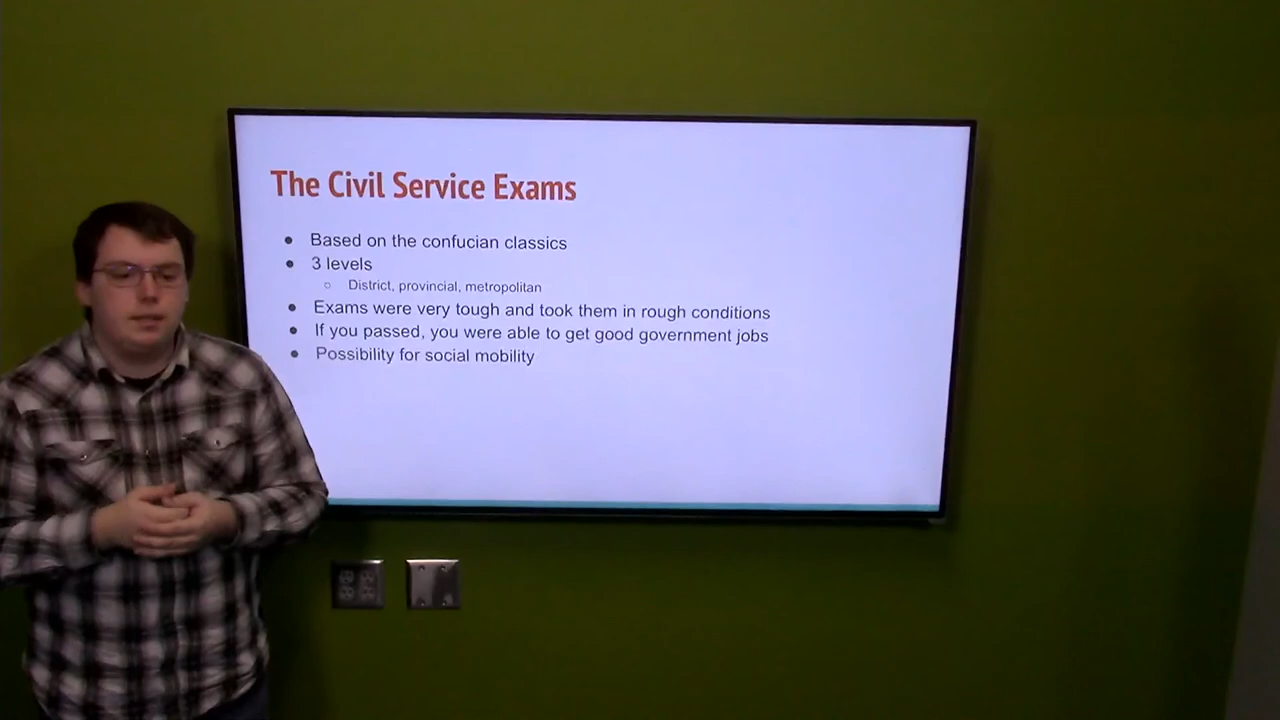 The Civil Service Exams
● Based on the confucian classics
● 3 levels
○ District, provincial, metropolitan
● Exams were very tough and took them in rough conditions
● If you passed, you were able to get good government jobs
● Possibility for social mobility